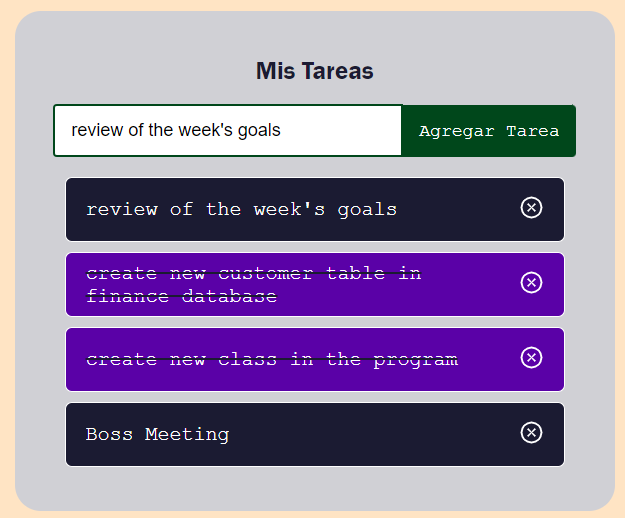 Mis Tareas
review of the week's goals
Agregar Tarea
review of the week's goals
create new customer table in
finance database
create new class in the program
Boss Meeting